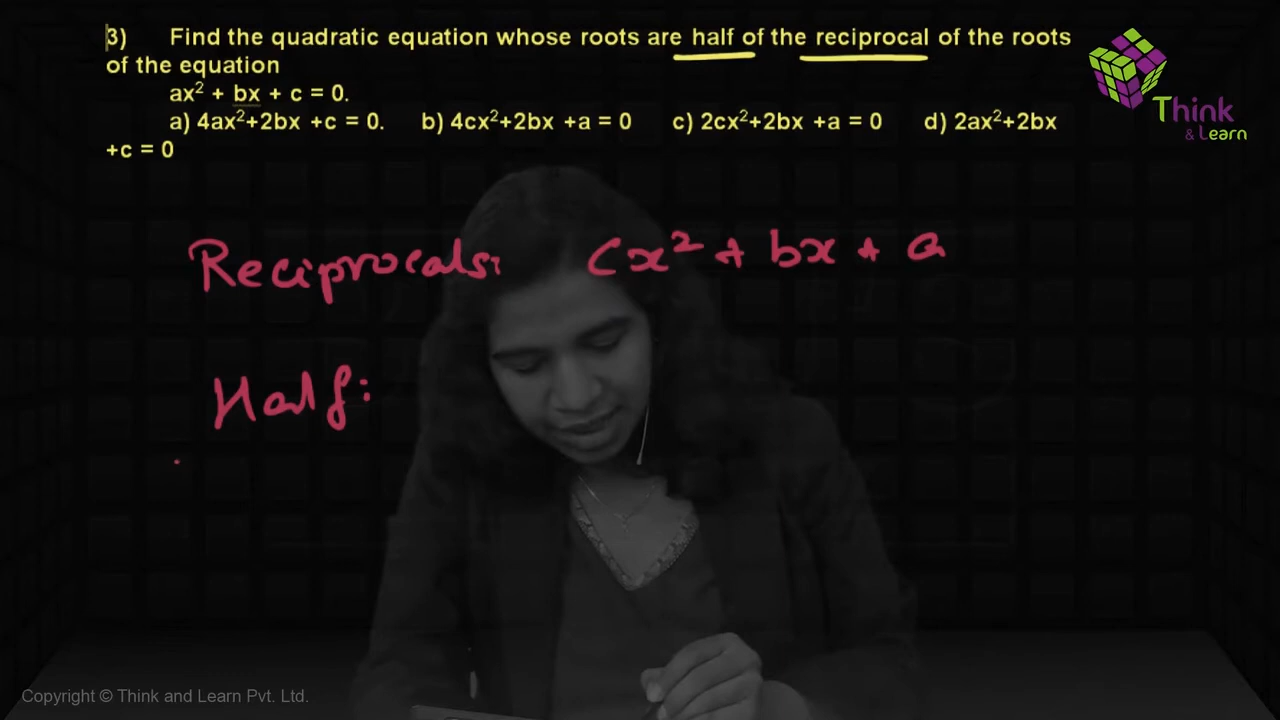 3) Find the quadratic equation whose roots are half of the reciprocal of the roots
of the equation
ax² + bx + c = 0.
a) 4ax²+2bx +c = 0. b) 4cx²+2bx +a = 0 c) 2cx²+2bx +a = 0 d) 2ax²+2bx
+c = 0
Think
& Learn
Reciprocals: cx² + bx + a
Half:
Copyright © Think and Learn Pvt. Ltd.